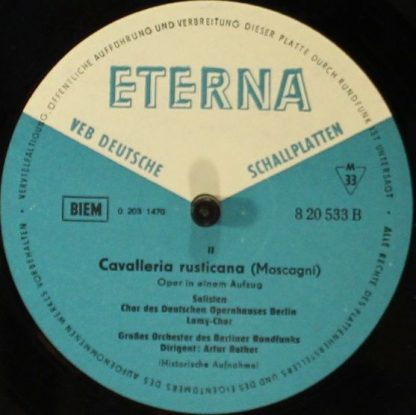 VERVIELFÄLTIGUNG, ÖFFENTLICHE AUFFÜHRUNG UND VERBREITUNG DIESER PLATTE DURCH RUNDFUNK IST UNTERSAGT · ALLE RECHTE DES PLATTENHERSTELLERS UND DES EIGENTÜMERS DES AUFGENOMMENEN WERKES VORBEHALTEN ·
ETERNA
VEB DEUTSCHE SCHALLPLATTEN
M
33
BIEM 0 203 1470 8 20 533 B
II
Cavalleria rusticana (Mascagni)
Oper in einem Aufzug
Solisten
Chor des Deutschen Opernhauses Berlin
Lamy-Chor
Großes Orchester des Berliner Rundfunks
Dirigent: Artur Rother
(Historische Aufnahme)